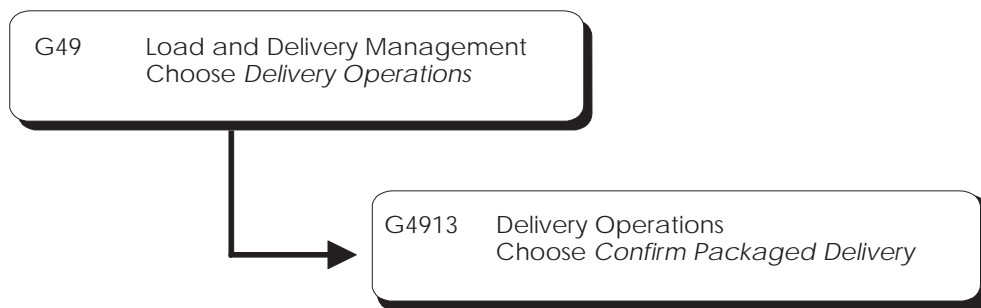 G49 Load and Delivery Management
Choose Delivery Operations
G4913 Delivery Operations
Choose Confirm Packaged Delivery